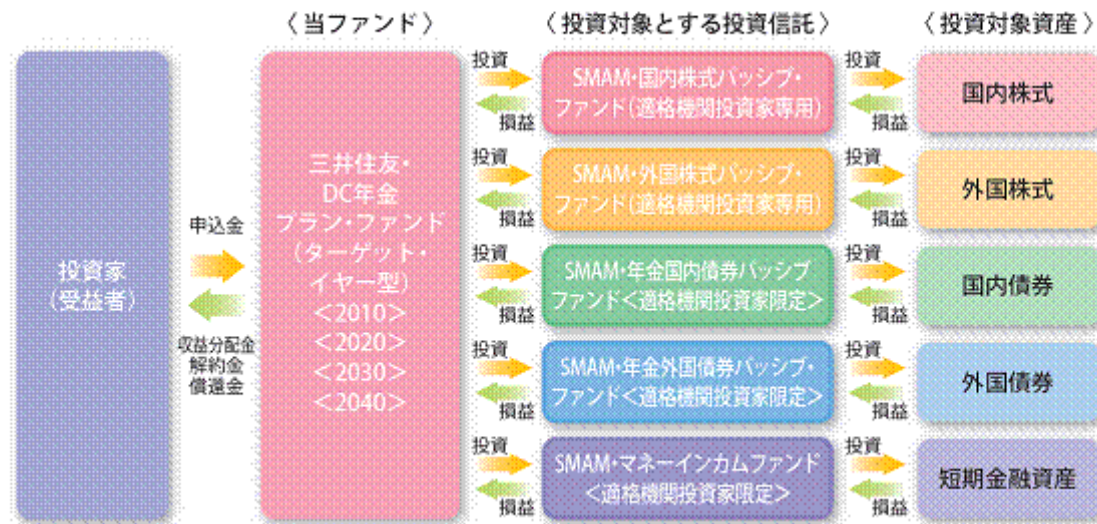 〈 当ファンド 〉
〈 投資対象とする投資信託 〉
〈 投資対象資産 〉
投資家
(受益者)
申込金
収益分配金
解約金
償還金
三井住友・
DC年金
プラン・ファンド
(ターゲット・
イヤー型)
<2010>
<2020>
<2030>
<2040>
投資
損益
SMAM・国内株式パッシブ・
ファンド(適格機関投資家専用)
投資
損益
国内株式
投資
損益
SMAM・外国株式パッシブ・
ファンド(適格機関投資家専用)
投資
損益
外国株式
投資
損益
SMAM・年金国内債券パッシブ
ファンド<適格機関投資家限定>
投資
損益
国内債券
投資
損益
SMAM・年金外国債券パッシブ・
ファンド<適格機関投資家限定>
投資
損益
外国債券
投資
損益
SMAM・マネーインカムファンド
<適格機関投資家限定>
投資
損益
短期金融資産